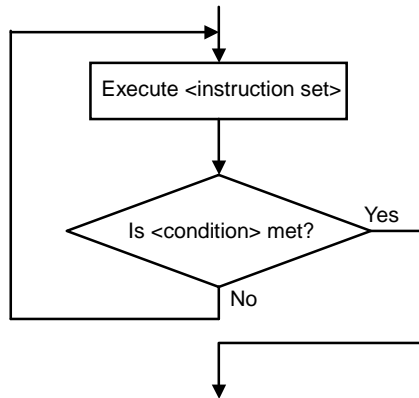 Execute <instruction set>
Is <condition> met?
Yes
No